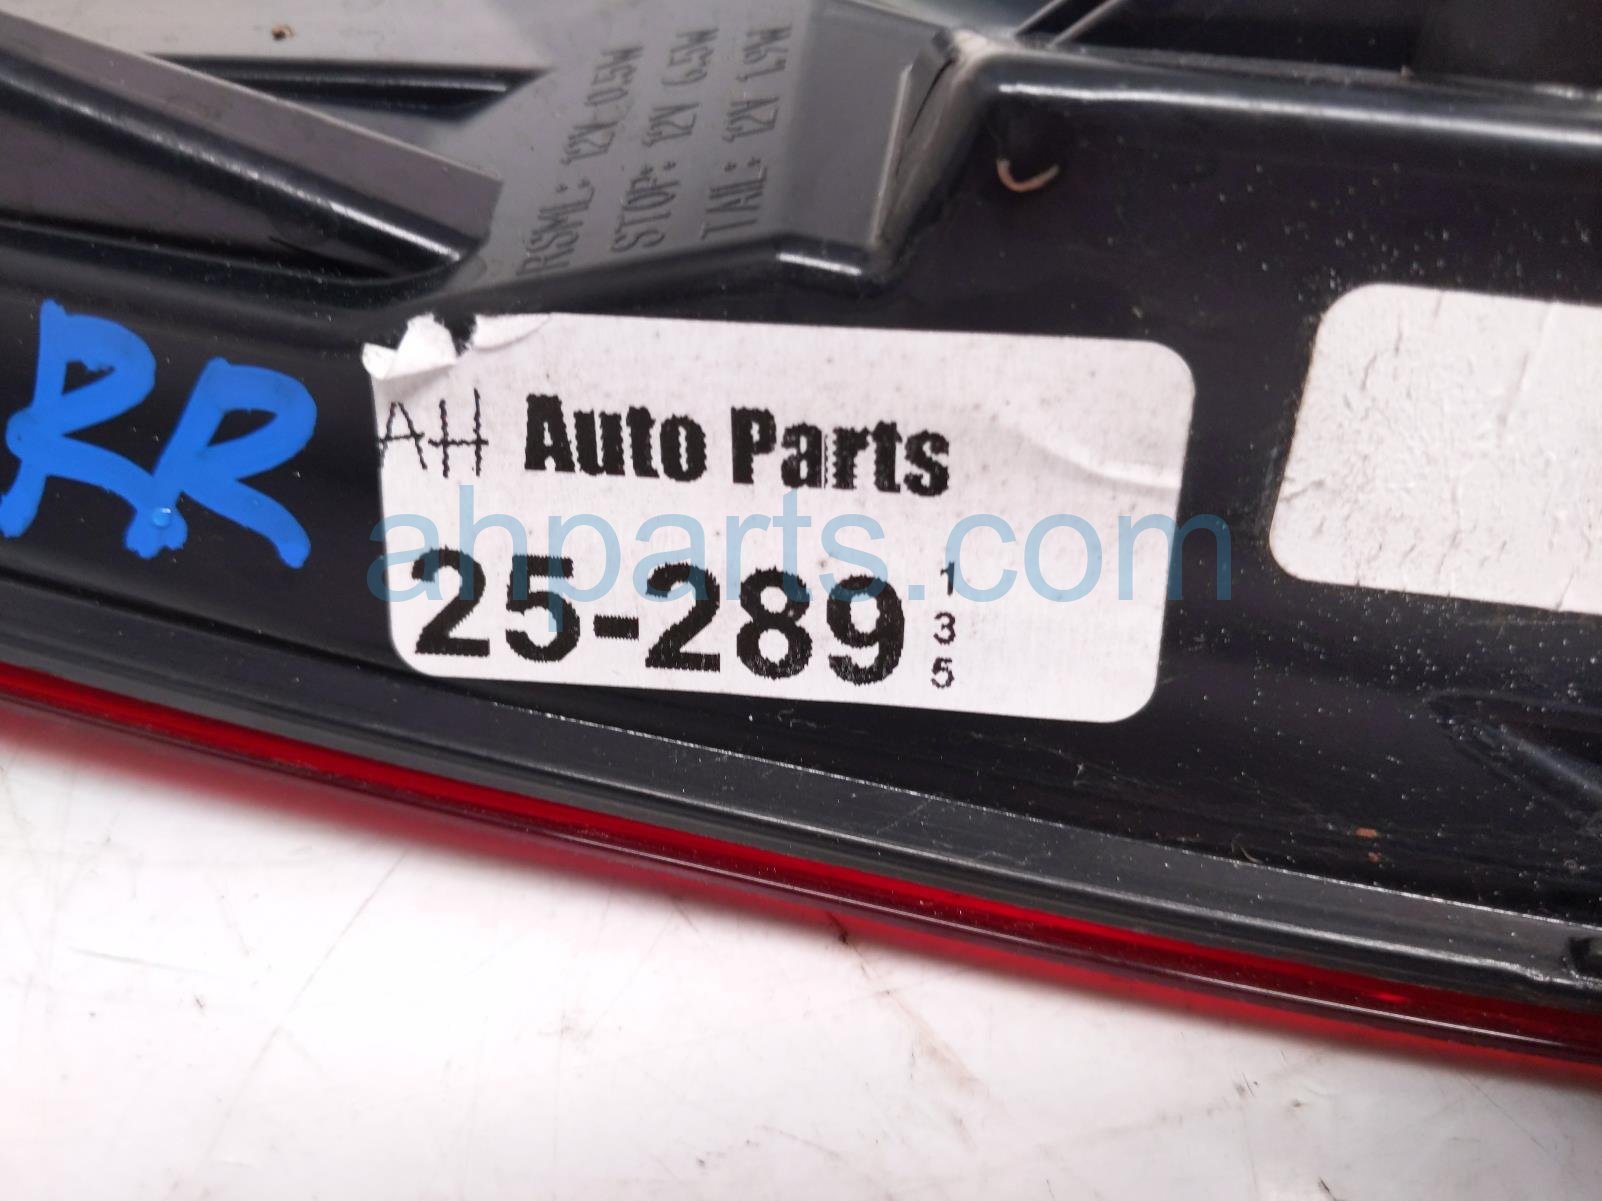 RSML: 12V 0.5W
STOP: 12V 6.5W
TAIL: 12V 1.9W
RR
AH Auto Parts
ahparts.com
25-289
1
3
5